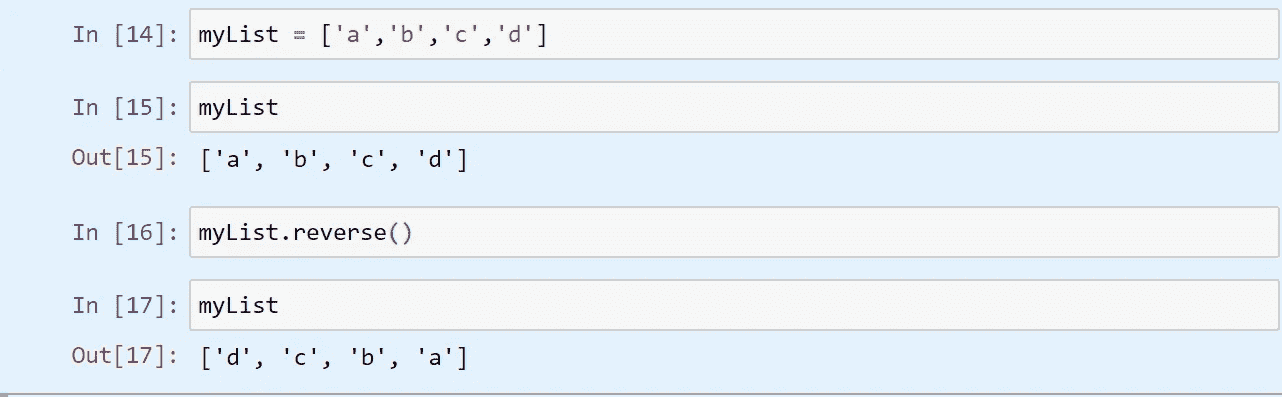 In [14]: myList = ['a','b','c','d']
In [15]: myList
Out[15]: ['a', 'b', 'c', 'd']
In [16]: myList.reverse()
In [17]: myList
Out[17]: ['d', 'c', 'b', 'a']